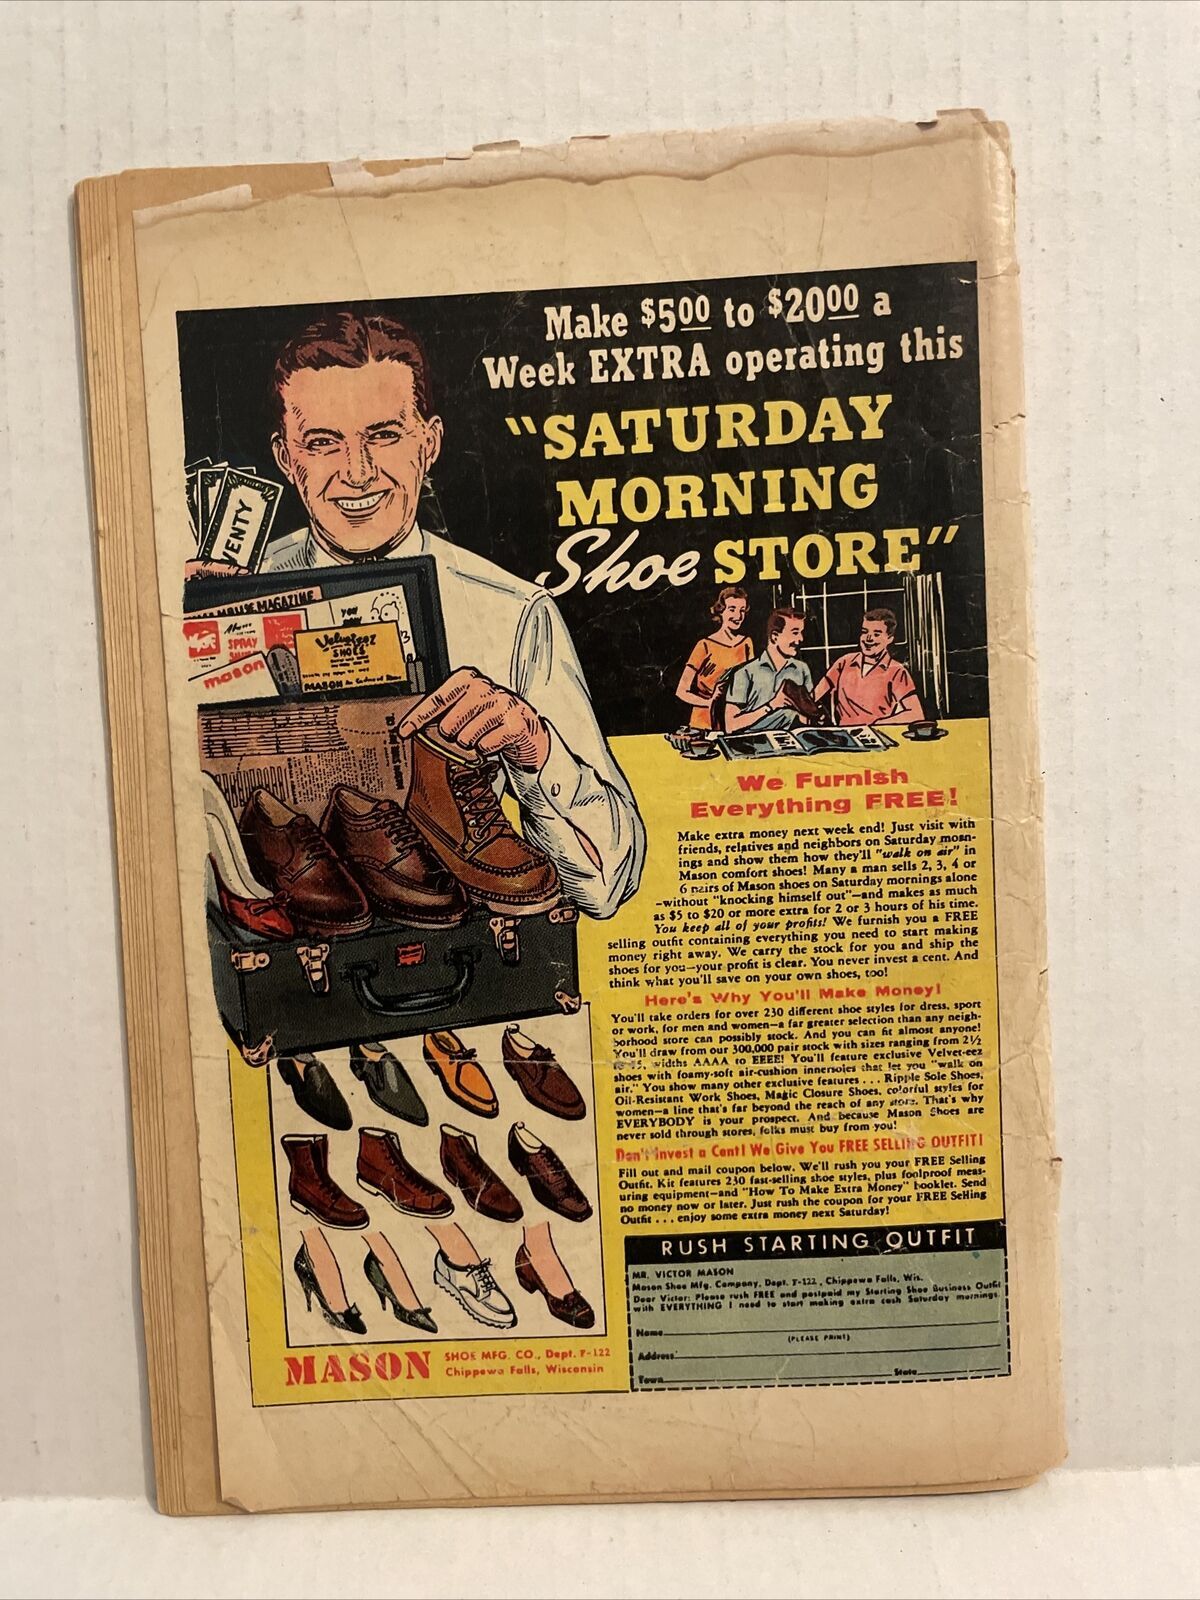 Make $5.00 to $20.00 a
Week EXTRA operating this
"SATURDAY
MORNING
Shoe STORE"
VENTY
MAGAZINE
SPRAY
mason
YOU
Velveteez
SHOES
MASON
We Furnish
Everything FREE!
Make extra money next week end! Just visit with
friends, relatives and neighbors on Saturday morn-
ings and show them how they'll "walk on air" in
Mason comfort shoes! Many a man sells 2, 3, 4 or
6 pairs of Mason shoes on Saturday mornings alone
—without "knocking himself out"—and makes as much
as $5 to $20 or more extra for 2 or 3 hours of his time.
You keep all of your profits! We furnish you a FREE
selling outfit containing everything you need to start making
money right away. We carry the stock for you and ship the
shoes for you—your profit is clear. You never invest a cent. And
think what you'll save on your own shoes, too!
Here's Why You'll Make Money!
You'll take orders for over 230 different shoe styles for dress, sport
or work, for men and women—a far greater selection than any neigh-
borhood store can possibly stock. And you can fit almost anyone!
You'll draw from our 300,000 pair stock with sizes ranging from 2½
to 15, widths AAAA to EEEE! You'll feature exclusive Velvet-eez
shoes with foamy-soft air-cushion innersoles that let you "walk on
air." You show many other exclusive features . . . Ripple Sole Shoes,
Oil-Resistant Work Shoes, Magic Closure Shoes, colorful styles for
women—a line that's far beyond the reach of any store. That's why
EVERYBODY is your prospect. And because Mason Shoes are
never sold through stores, folks must buy from you!
Don't Invest a Cent! We Give You FREE SELLING OUTFIT!
Fill out and mail coupon below. We'll rush you your FREE Selling
Outfit. Kit features 230 fast-selling shoe styles, plus foolproof meas-
uring equipment—and "How To Make Extra Money" booklet. Send
no money now or later. Just rush the coupon for your FREE Selling
Outfit . . . enjoy some extra money next Saturday!
RUSH STARTING OUTFIT
MR. VICTOR MASON
Mason Shoe Mfg. Company, Dept. F-122, Chippewa Falls, Wis.
Dear Victor: Please rush FREE and postpaid my Starting Shoe Business Outfit
with EVERYTHING I need to start making extra cash Saturday mornings.
Name
(PLEASE PRINT)
Address
Town State
MASON SHOE MFG. CO., Dept. F-122
Chippewa Falls, Wisconsin